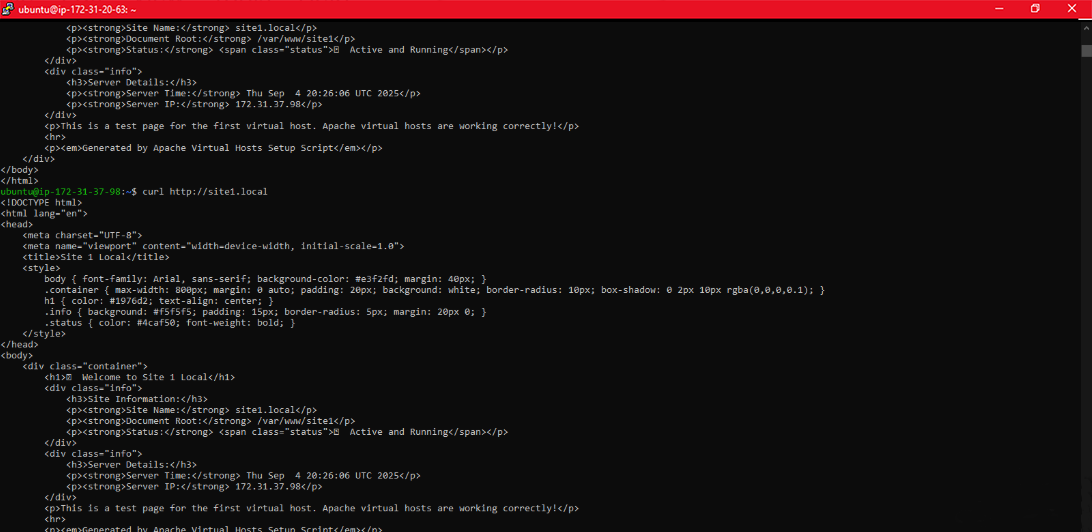 ubuntu@ip-172-31-20-63: ~
        <p><strong>Site Name:</strong> site1.local</p>
        <p><strong>Document Root:</strong> /var/www/site1</p>
        <p><strong>Status:</strong> <span class="status"> Active and Running</span></p>
    </div>
    <div class="info">
        <h3>Server Details:</h3>
        <p><strong>Server Time:</strong> Thu Sep  4 20:26:06 UTC 2025</p>
        <p><strong>Server IP:</strong> 172.31.37.98</p>
    </div>
    <p>This is a test page for the first virtual host. Apache virtual hosts are working correctly!</p>
    <hr>
    <p><em>Generated by Apache Virtual Hosts Setup Script</em></p>
</div>
</body>
</html>
ubuntu@ip-172-31-37-98:~$ curl http://site1.local
<!DOCTYPE html>
<html lang="en">
<head>
    <meta charset="UTF-8">
    <meta name="viewport" content="width=device-width, initial-scale=1.0">
    <title>Site 1 Local</title>
    <style>
        body { font-family: Arial, sans-serif; background-color: #e3f2fd; margin: 40px; }
        .container { max-width: 800px; margin: 0 auto; padding: 20px; background: white; border-radius: 10px; box-shadow: 0 2px 10px rgba(0,0,0,0.1); }
        h1 { color: #1976d2; text-align: center; }
        .info { background: #f5f5f5; padding: 15px; border-radius: 5px; margin: 20px 0; }
        .status { color: #4caf50; font-weight: bold; }
    </style>
</head>
<body>
    <div class="container">
        <h1> Welcome to Site 1 Local</h1>
        <div class="info">
            <h3>Site Information:</h3>
            <p><strong>Site Name:</strong> site1.local</p>
            <p><strong>Document Root:</strong> /var/www/site1</p>
            <p><strong>Status:</strong> <span class="status"> Active and Running</span></p>
        </div>
        <div class="info">
            <h3>Server Details:</h3>
            <p><strong>Server Time:</strong> Thu Sep  4 20:26:06 UTC 2025</p>
            <p><strong>Server IP:</strong> 172.31.37.98</p>
        </div>
        <p>This is a test page for the first virtual host. Apache virtual hosts are working correctly!</p>
        <hr>
        <p><em>Generated by Apache Virtual Hosts Setup Script</em></p>